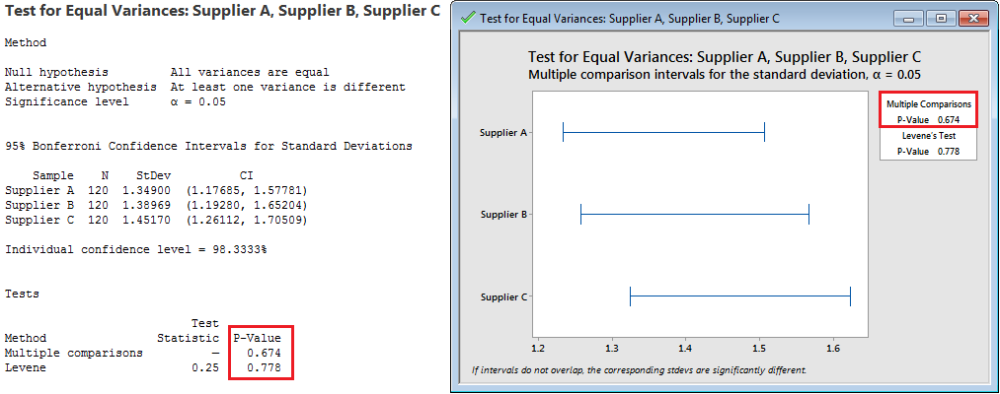 Test for Equal Variances: Supplier A, Supplier B, Supplier C
Method
Null hypothesis All variances are equal
Alternative hypothesis At least one variance is different
Significance level α = 0.05
95% Bonferroni Confidence Intervals for Standard Deviations
Sample N StDev CI
Supplier A 120 1.34900 (1.17685, 1.57781)
Supplier B 120 1.38969 (1.19280, 1.65204)
Supplier C 120 1.45170 (1.26112, 1.70509)
Individual confidence level = 98.3333%
Tests
Test
Method Statistic P-Value
Multiple comparisons — 0.674
Levene 0.25 0.778
Test for Equal Variances: Supplier A, Supplier B, Supplier C
Test for Equal Variances: Supplier A, Supplier B, Supplier C
Multiple comparison intervals for the standard deviation, α = 0.05
Multiple Comparisons
P-Value 0.674
Levene's Test
P-Value 0.778
Supplier A
Supplier B
Supplier C
1.2 1.3 1.4 1.5 1.6
If intervals do not overlap, the corresponding stdevs are significantly different.